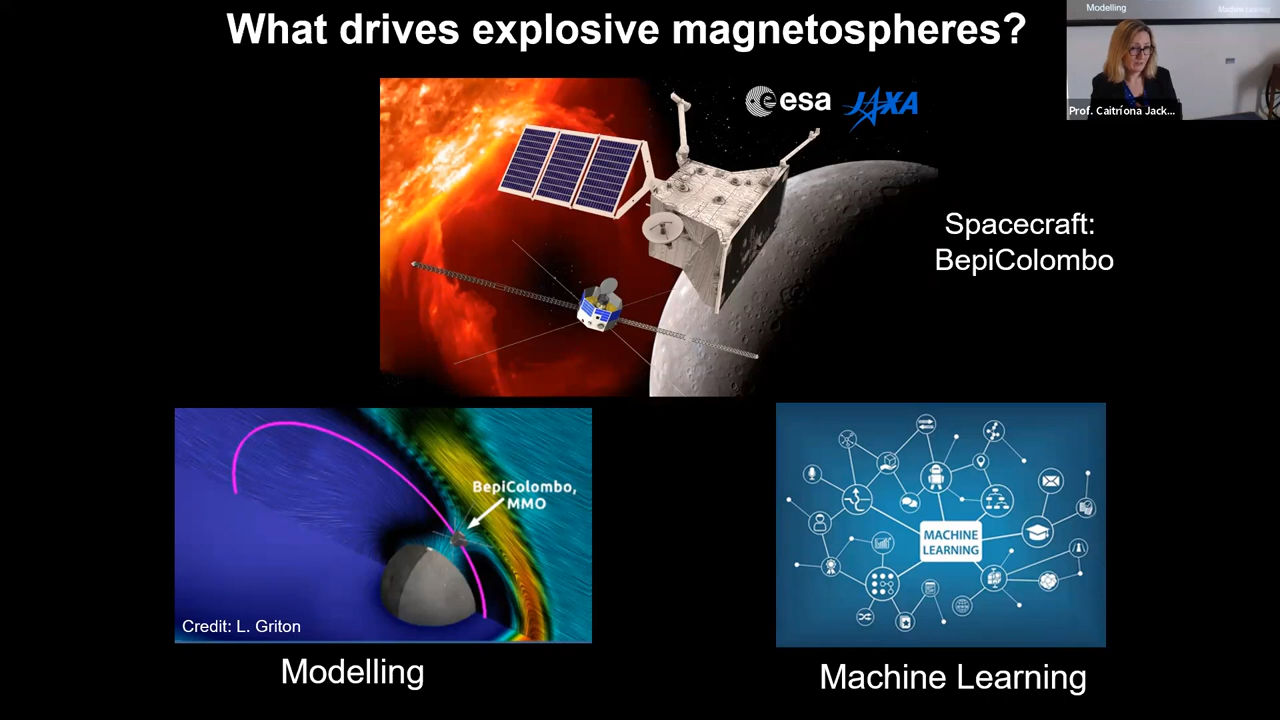 What drives explosive magnetospheres?
Modelling
Machine Learning
Prof. Caitríona Jack...
esa
JAXA
Spacecraft:
BepiColombo
BepiColombo,
MMO
Credit: L. Griton
Modelling
MACHINE
LEARNING
Machine Learning